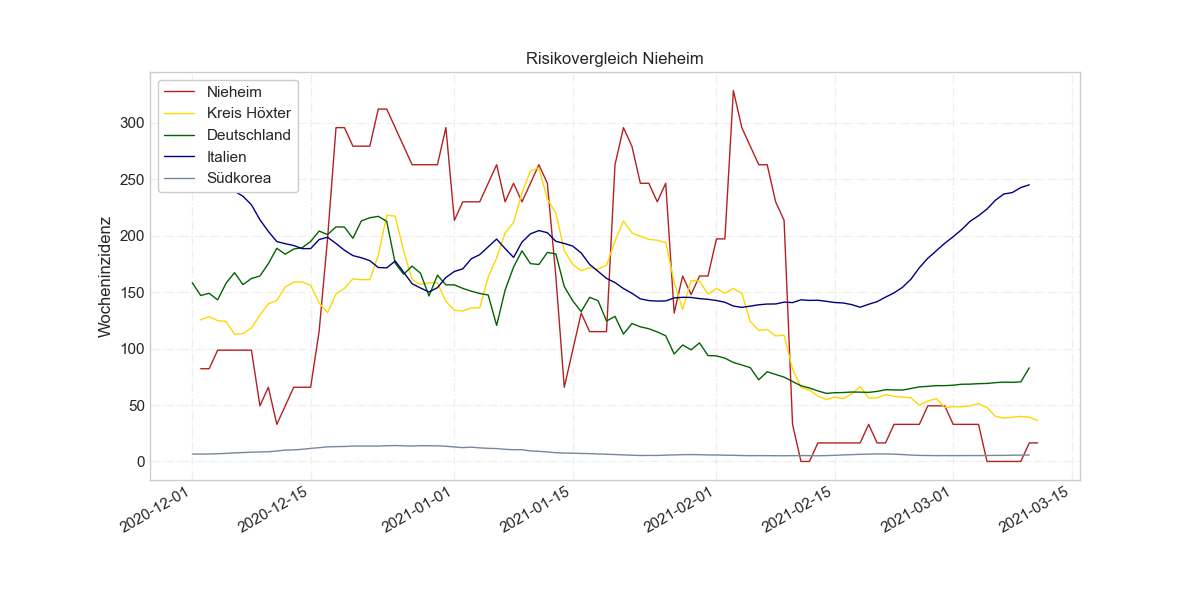 Risikovergleich Nieheim
Nieheim
Kreis Höxter
Deutschland
Italien
Südkorea
Wocheninzidenz
300
250
200
150
100
50
0
2020-12-01
2020-12-15
2021-01-01
2021-01-15
2021-02-01
2021-02-15
2021-03-01
2021-03-15